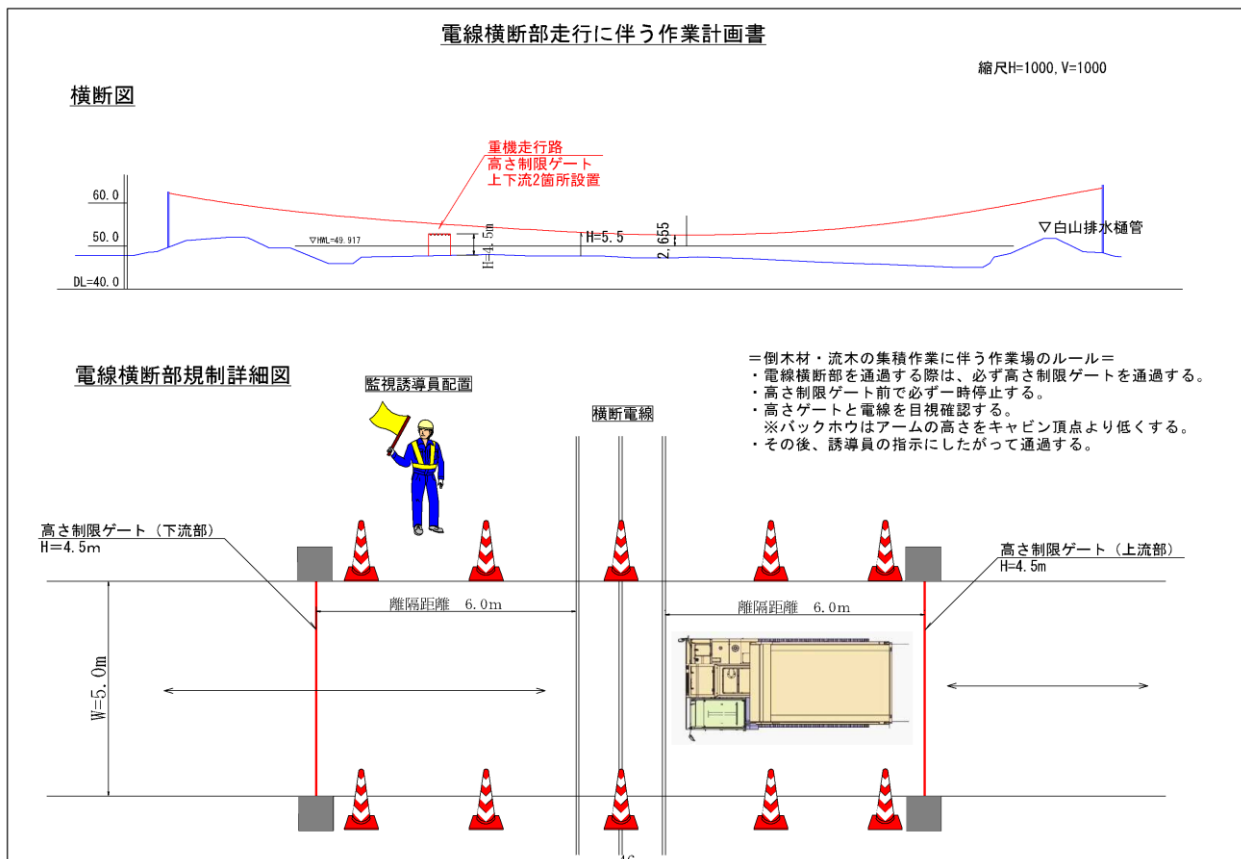 電線横断部走行に伴う作業計画書
縮尺H=1000,V=1000
横断図
重機走行路
高さ制限ゲート
上下流2箇所設置
60.0
50.0
DL=40.0
▽HWL=49.917
H=4.5m
H=5.5
2,655
▽白山排水樋管
電線横断部規制詳細図
監視誘導員配置
横断電線
=倒木材・流木の集積作業に伴う作業場のルール=
・電線横断部を通過する際は、必ず高さ制限ゲートを通過する。
・高さ制限ゲート前で必ず一時停止する。
・高さゲートと電線を目視確認する。
※バックホウはアームの高さをキャビン頂点より低くする。
・その後、誘導員の指示にしたがって通過する。
高さ制限ゲート（下流部）
H=4.5m
高さ制限ゲート（上流部）
H=4.5m
離隔距離 6.0m
離隔距離 6.0m
W=5.0m